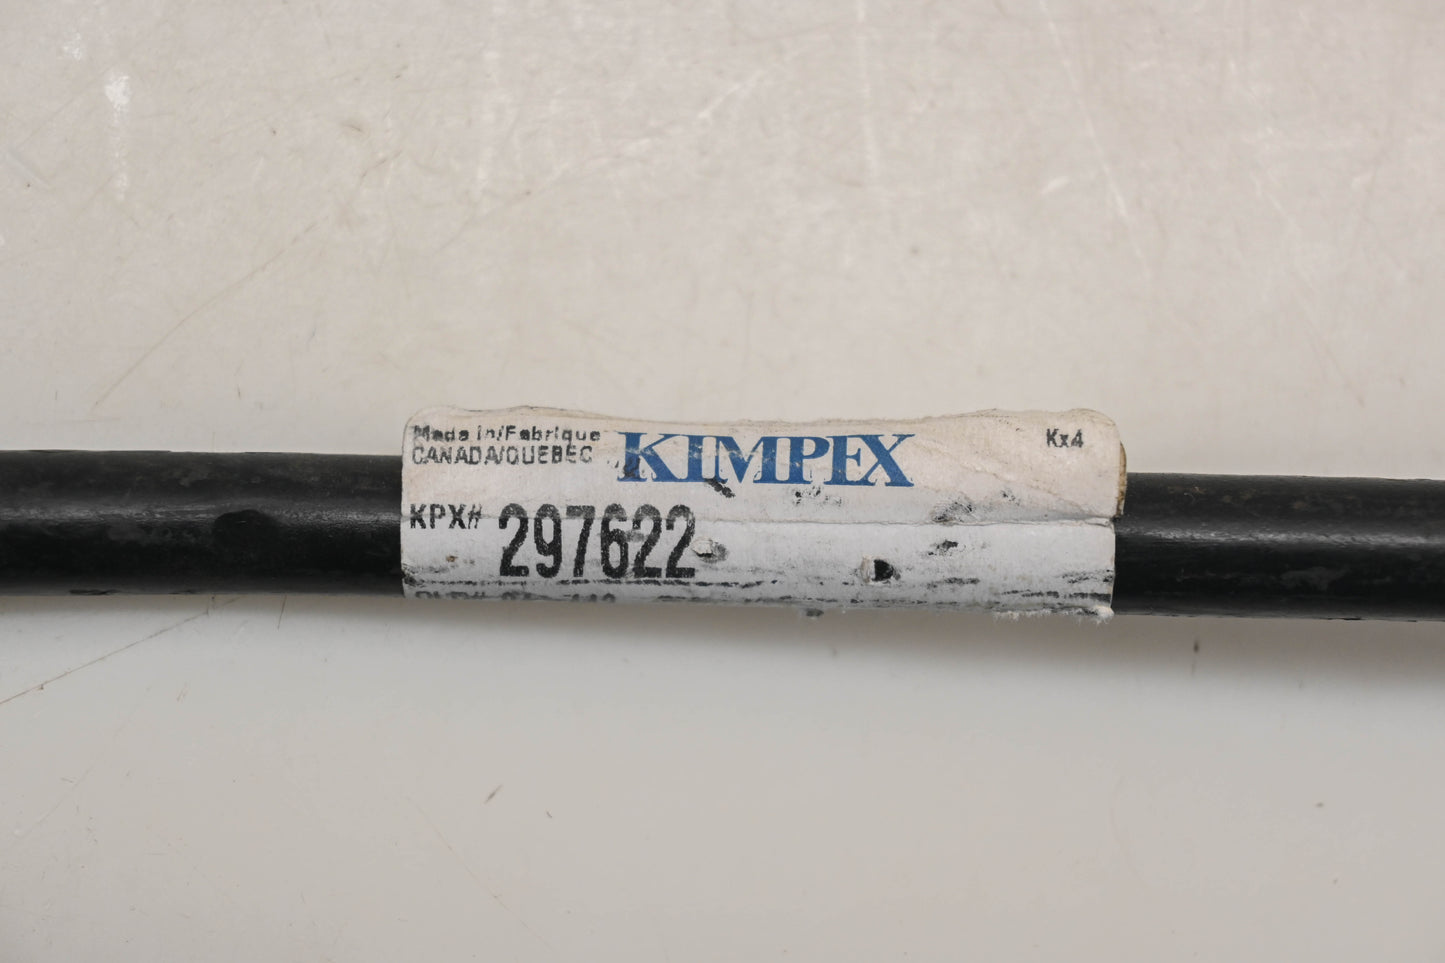 Made in/Fabrique
CANADA/QUEBEC
KIMPEX
Kx4
KPX# 297622